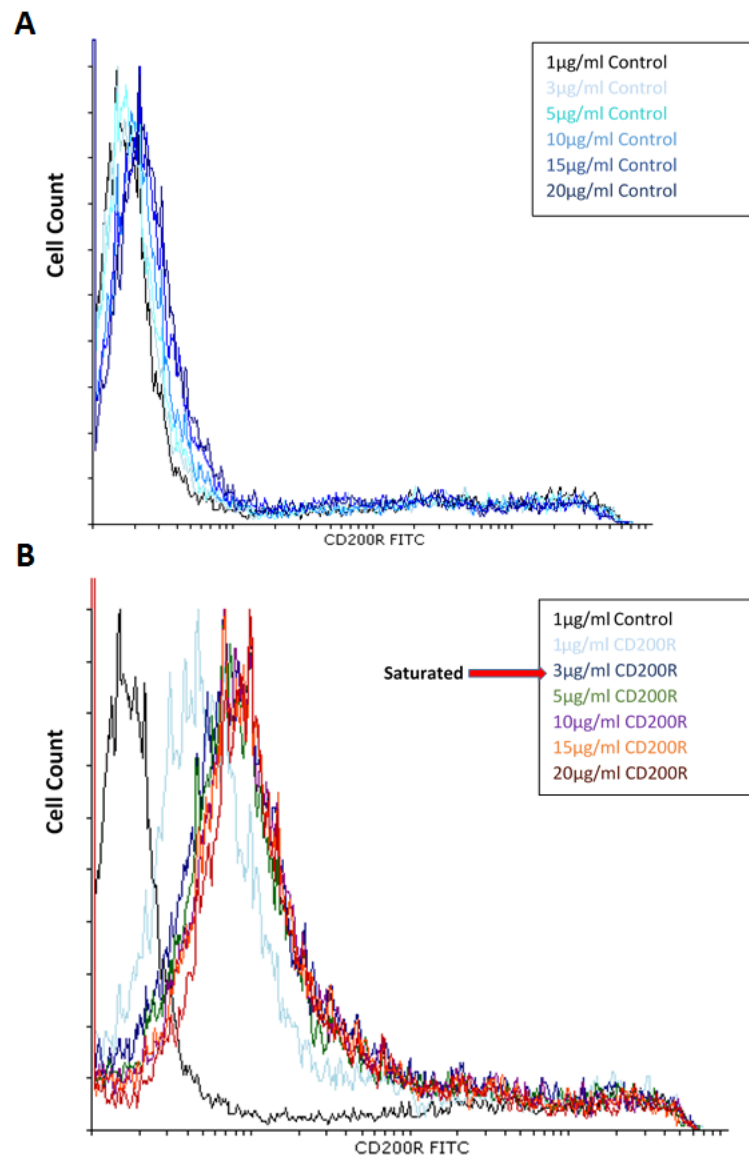 A
1µg/ml Control
3µg/ml Control
5µg/ml Control
10µg/ml Control
15µg/ml Control
20µg/ml Control
Cell Count
CD200R FITC
B
1µg/ml Control
1µg/ml CD200R
Saturated 3µg/ml CD200R
5µg/ml CD200R
10µg/ml CD200R
15µg/ml CD200R
20µg/ml CD200R
Cell Count
CD200R FITC